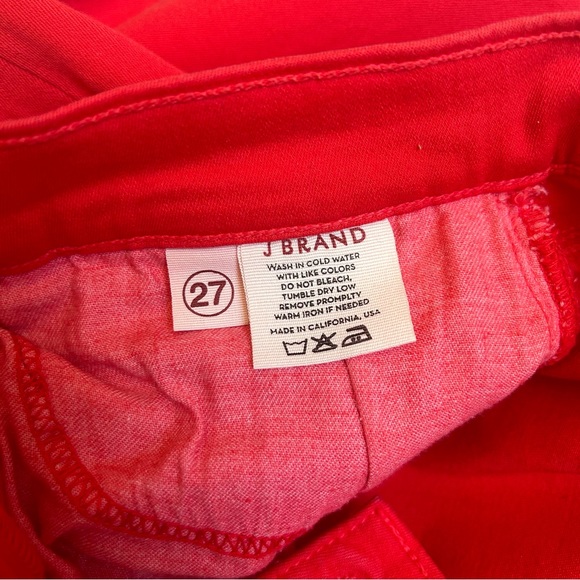 27
J BRAND
WASH IN COLD WATER
WITH LIKE COLORS
DO NOT BLEACH,
TUMBLE DRY LOW
REMOVE PROMPTLY
WARM IRON IF NEEDED
MADE IN CALIFORNIA, USA